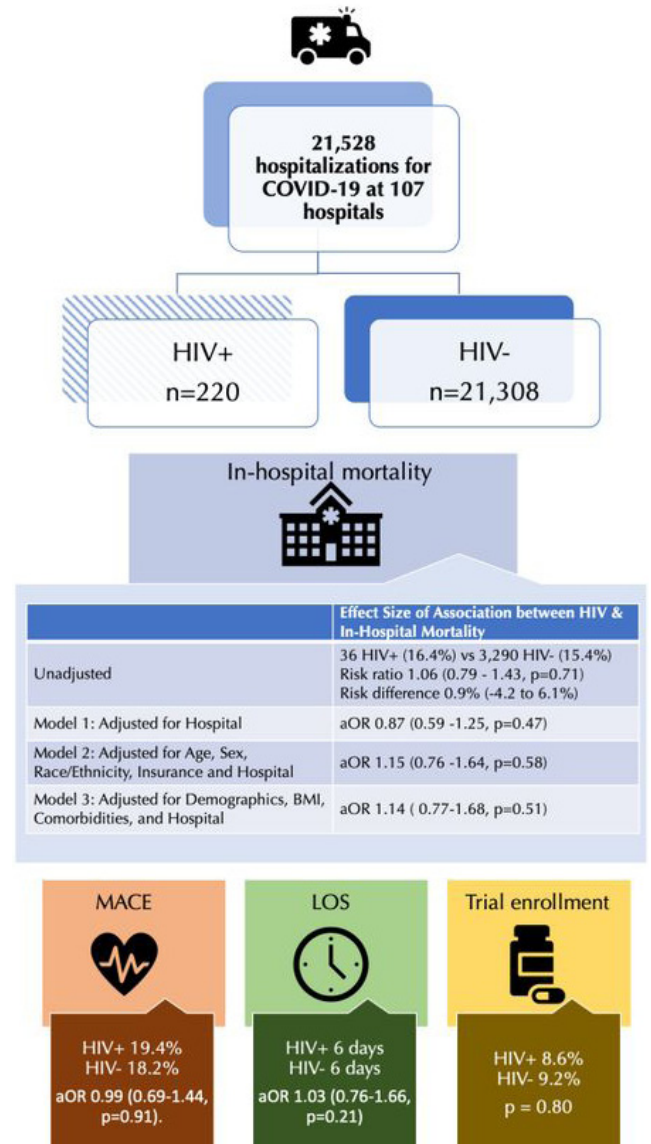 21,528
hospitalizations for
COVID-19 at 107
hospitals
HIV+
n=220
HIV-
n=21,308
In-hospital mortality
Effect Size of Association between HIV &
In-Hospital Mortality
Unadjusted
36 HIV+ (16.4%) vs 3,290 HIV- (15.4%)
Risk ratio 1.06 (0.79 - 1.43, p=0.71)
Risk difference 0.9% (-4.2 to 6.1%)
Model 1: Adjusted for Hospital
aOR 0.87 (0.59 -1.25, p=0.47)
Model 2: Adjusted for Age, Sex,
Race/Ethnicity, Insurance and Hospital
aOR 1.15 (0.76 -1.64, p=0.58)
Model 3: Adjusted for Demographics, BMI,
Comorbidities, and Hospital
aOR 1.14 ( 0.77-1.68, p=0.51)
MACE
HIV+ 19.4%
HIV- 18.2%
aOR 0.99 (0.69-1.44,
p=0.91).
LOS
HIV+ 6 days
HIV- 6 days
aOR 1.03 (0.76-1.66,
p=0.21)
Trial enrollment
HIV+ 8.6%
HIV- 9.2%
p = 0.80